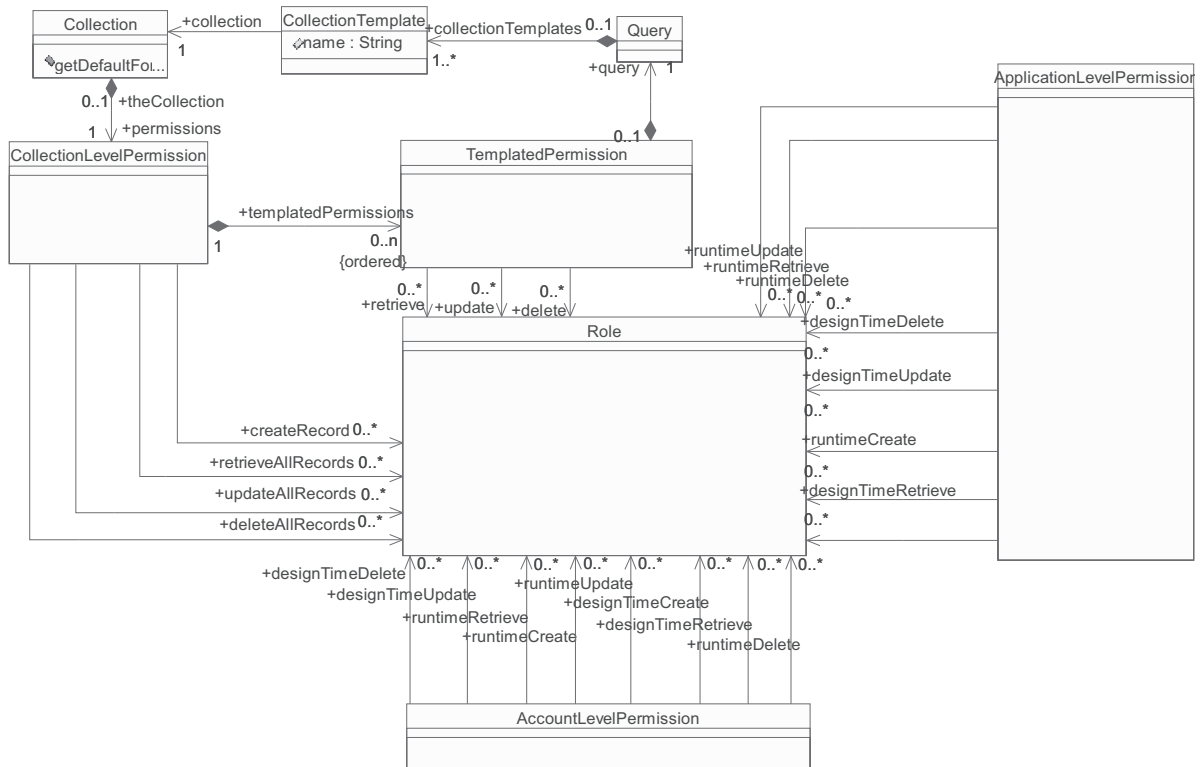 Collection
getDefaultFo...
+collection
1
CollectionTemplate
name : String
+collectionTemplates
0..1
1..*
Query
+query
1
0..1
+theCollection
1
+permissions
CollectionLevelPermission
0..1
TemplatedPermission
+templatedPermissions
1
0..n
{ordered}
ApplicationLevelPermission
0..*
+retrieve
0..*
+update
0..*
+delete
+runtimeUpdate
+runtimeRetrieve
+runtimeDelete
0..*
0..*
0..*
Role
+designTimeDelete
0..*
+designTimeUpdate
0..*
+runtimeCreate
0..*
+designTimeRetrieve
0..*
+createRecord 0..*
+retrieveAllRecords 0..*
+updateAllRecords 0..*
+deleteAllRecords 0..*
0..*
0..*
0..*
0..*
0..*
0..*
0..*
0..*
+designTimeDelete
+designTimeUpdate
+runtimeRetrieve
+runtimeCreate
+runtimeUpdate
+designTimeCreate
+designTimeRetrieve
+runtimeDelete
AccountLevelPermission